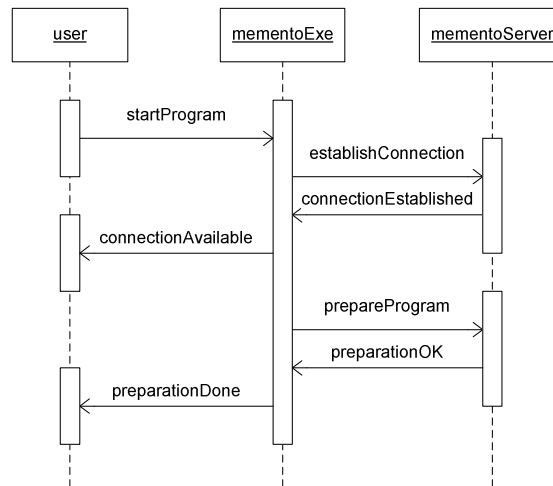 user
mementoExe
mementoServer
startProgram
establishConnection
connectionEstablished
connectionAvailable
prepareProgram
preparationOK
preparationDone